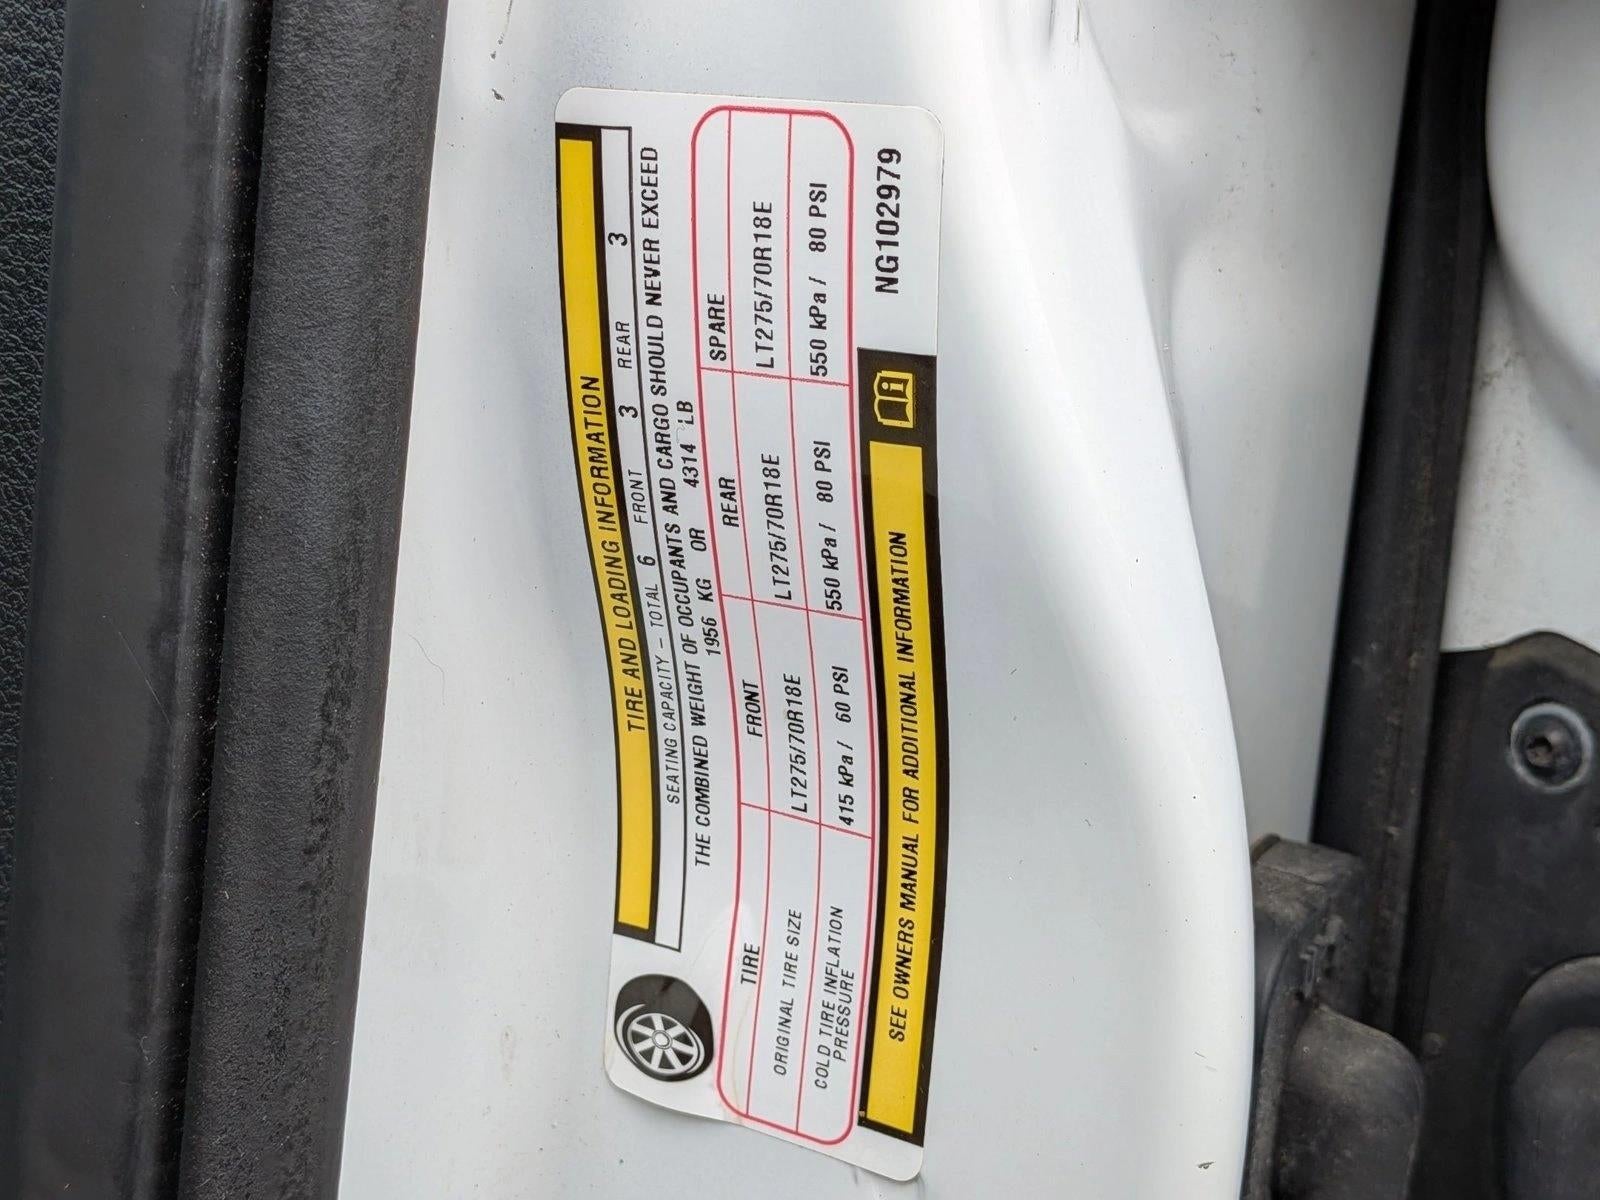 TIRE AND LOADING INFORMATION
SEATING CAPACITY – TOTAL 6 FRONT 3 REAR 3
THE COMBINED WEIGHT OF OCCUPANTS AND CARGO SHOULD NEVER EXCEED
1956 KG OR 4314 LB
TIRE FRONT REAR SPARE
ORIGINAL TIRE SIZE LT275/70R18E LT275/70R18E LT275/70R18E
COLD TIRE INFLATION
PRESSURE 415 kPa / 60 PSI 550 kPa / 80 PSI 550 kPa / 80 PSI
SEE OWNERS MANUAL FOR ADDITIONAL INFORMATION
NG102979